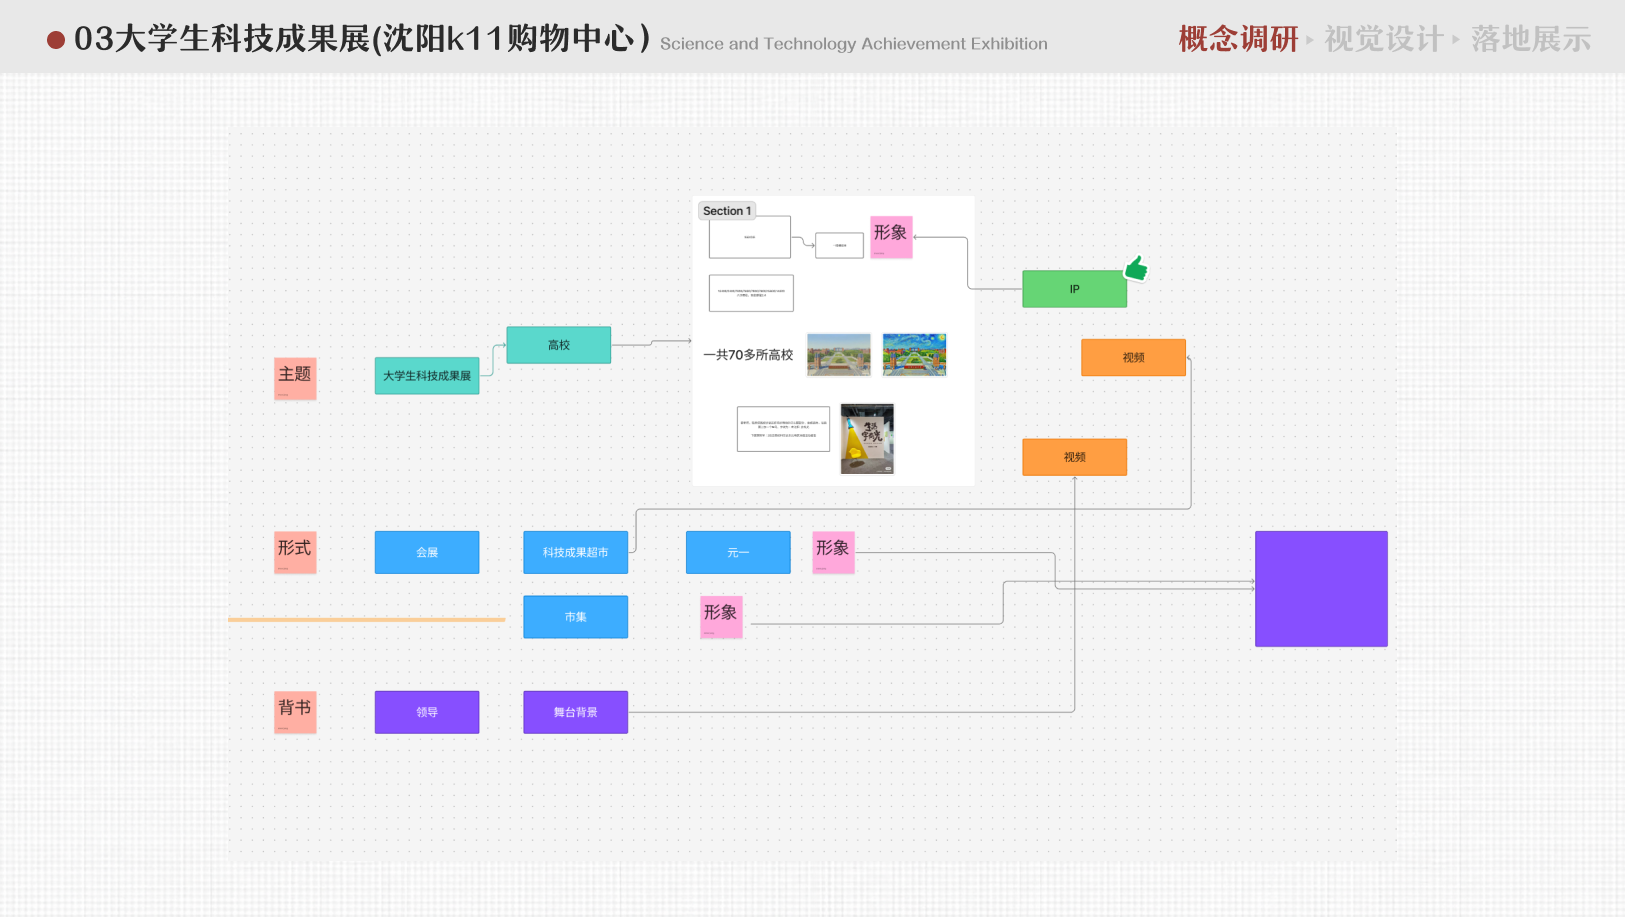 03大学生科技成果展(沈阳k11购物中心)
Science and Technology Achievement Exhibition
概念调研
视觉设计
落地展示
Section 1
形象
IP
高校
一共70多所高校
视频
主题
大学生科技成果展
视频
形式
会展
科技成果超市
元一
形象
市集
形象
背书
领导
舞台背景